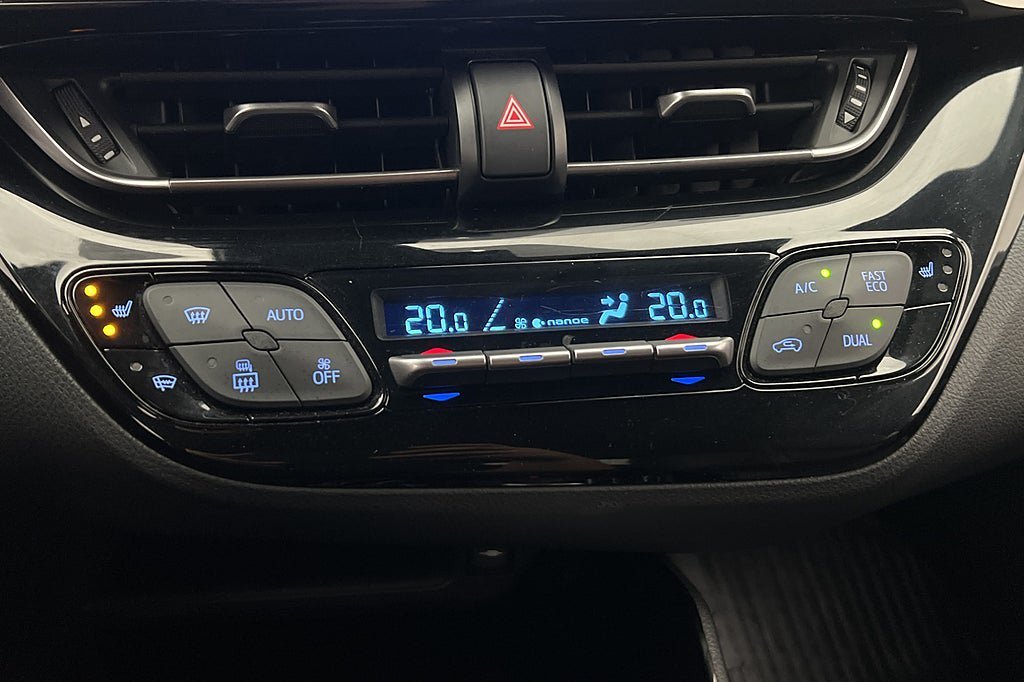 AUTO
OFF
20.0
nanoe
20.0
A/C
FAST
ECO
DUAL